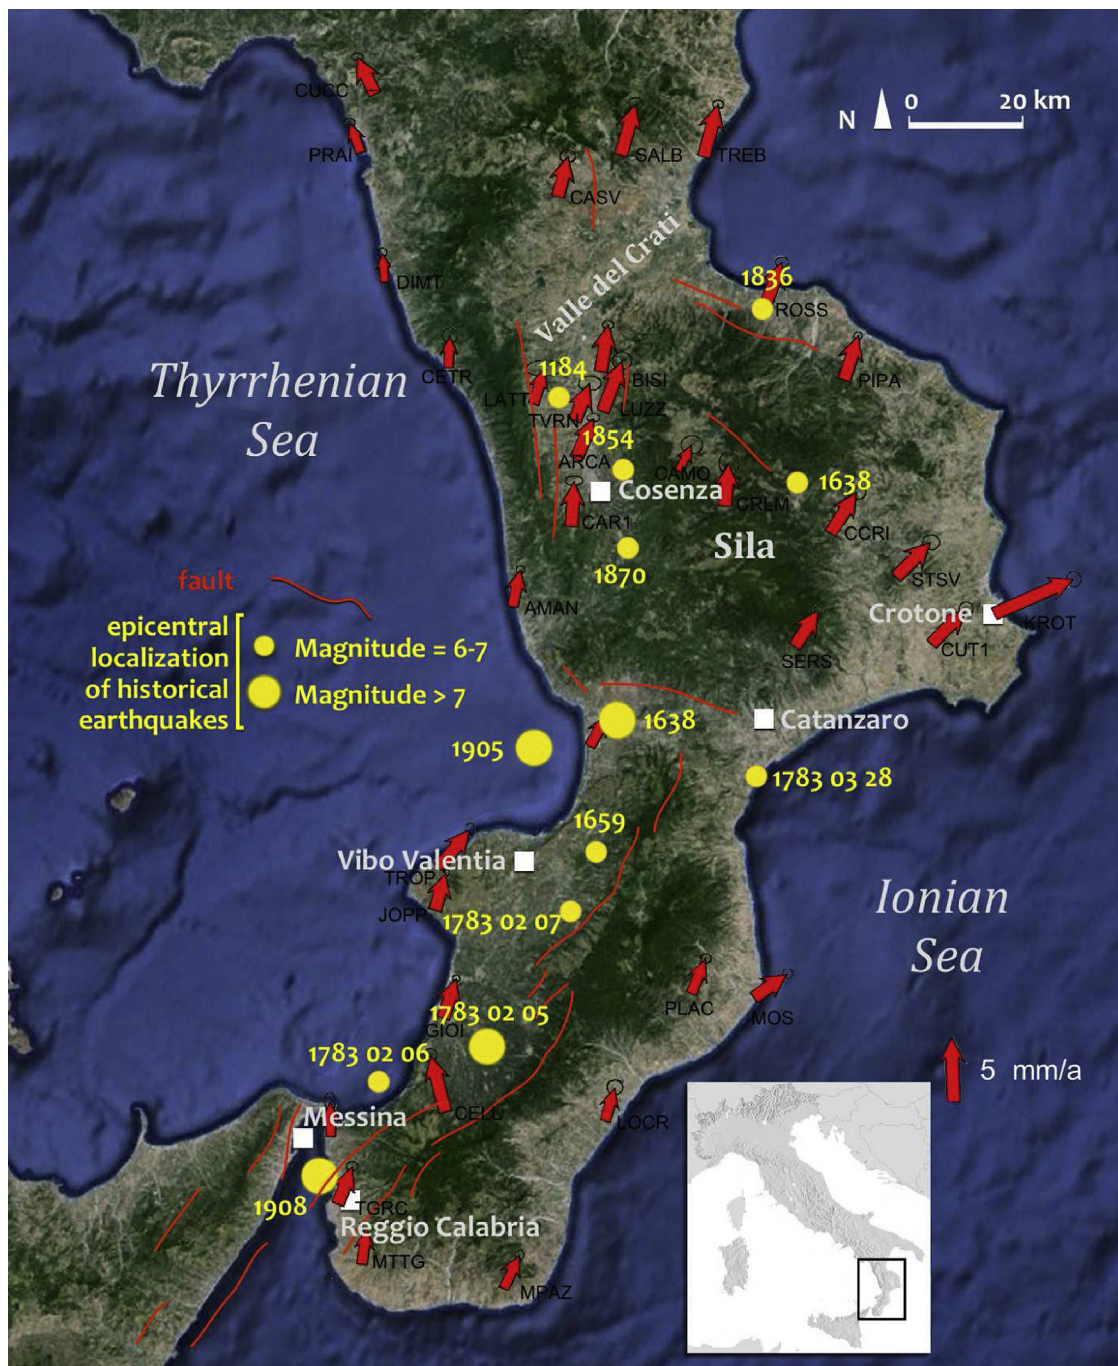 CUCC
N
0
20 km
PRAI
SALB
TREB
CASV
Valle del Crati
DIMT
1836
ROSS
Thyrrhenian
Sea
CETR
1184
LATT
TVRN
BISI
LUZZ
PIPA
1854
ARCA
CAMO
Cosenza
CRLM
1638
CAR1
CCRI
Sila
1870
STSV
fault
AMAN
Crotone
KROT
epicentral
localization
of historical
earthquakes
Magnitude = 6-7
Magnitude > 7
SERS
CUT1
1638
Catanzaro
1905
1783 03 28
1659
Vibo Valentia
TROP
JOPP
1783 02 07
Ionian
Sea
PLAC
MOS
GIOI
1783 02 05
1783 02 06
5 mm/a
CELL
LOCR
Messina
1908
TGRC
Reggio Calabria
MTTG
MPAZ